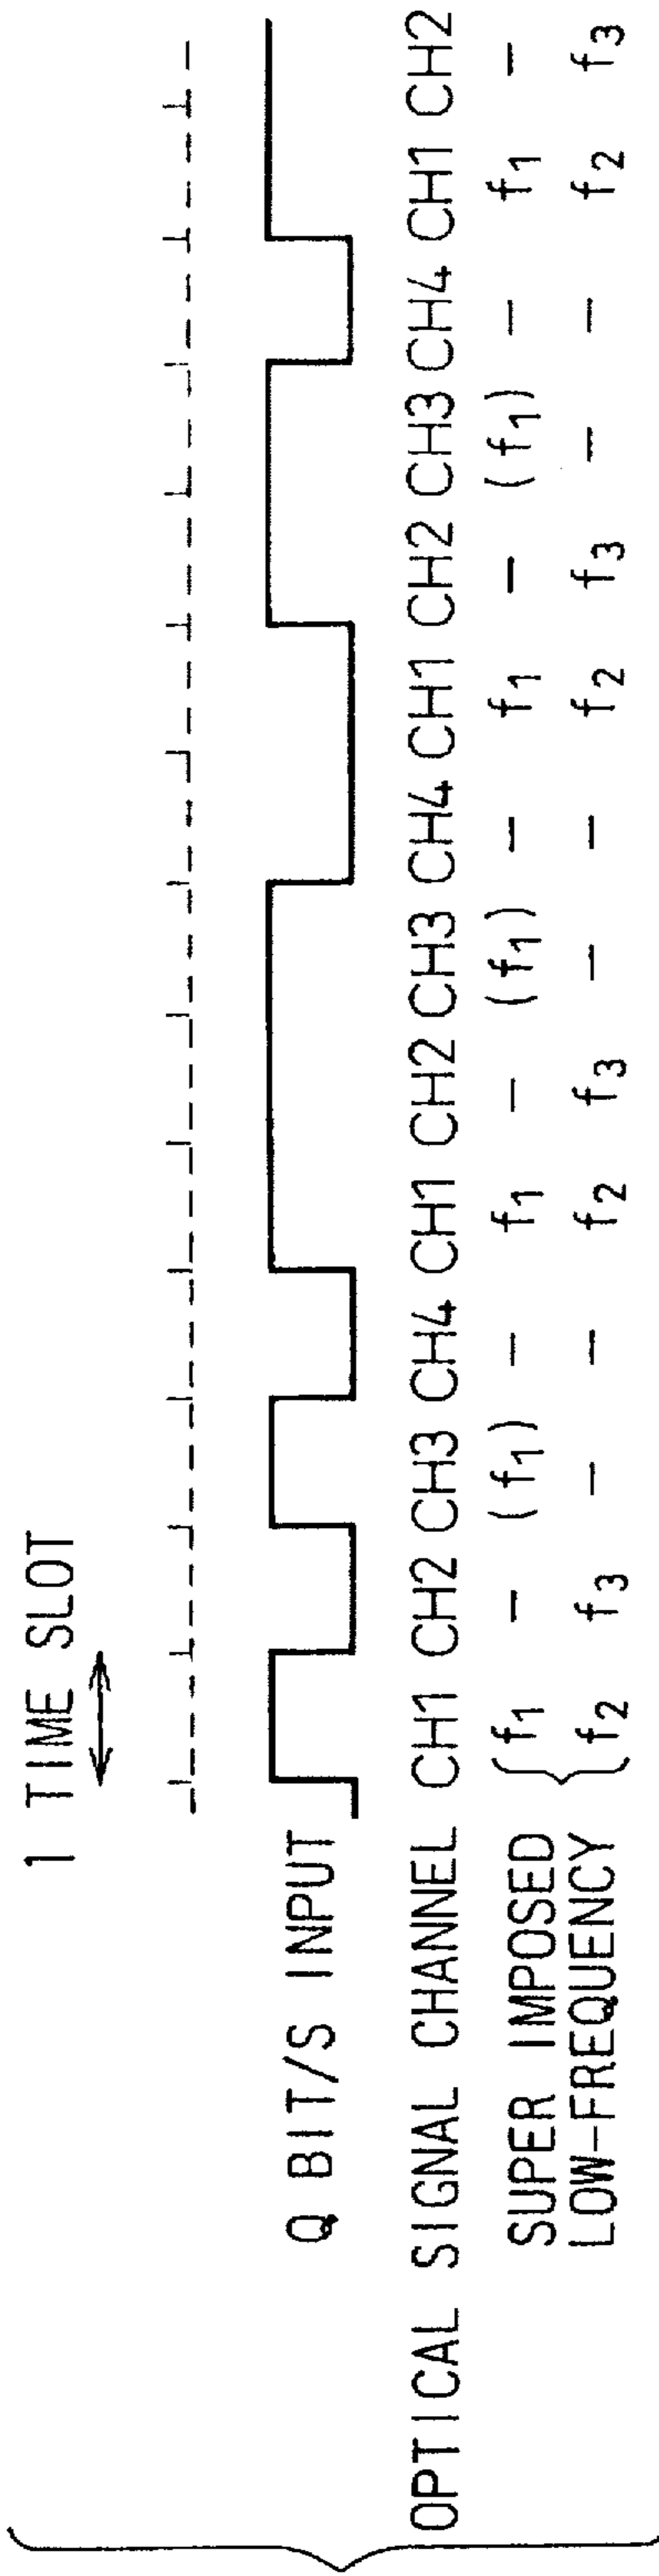 1 TIME SLOT
Q BIT/S INPUT
OPTICAL SIGNAL CHANNEL CH1 CH2 CH3 CH4 CH1 CH2 CH3 CH4 CH1 CH2 CH3 CH4 CH1 CH2
SUPER IMPOSED LOW-FREQUENCY
f1 – (f1) – f1 – (f1) – f1 – (f1) – f1 –
f2 f3 – – f2 f3 – – f2 f3 – – f2 f3